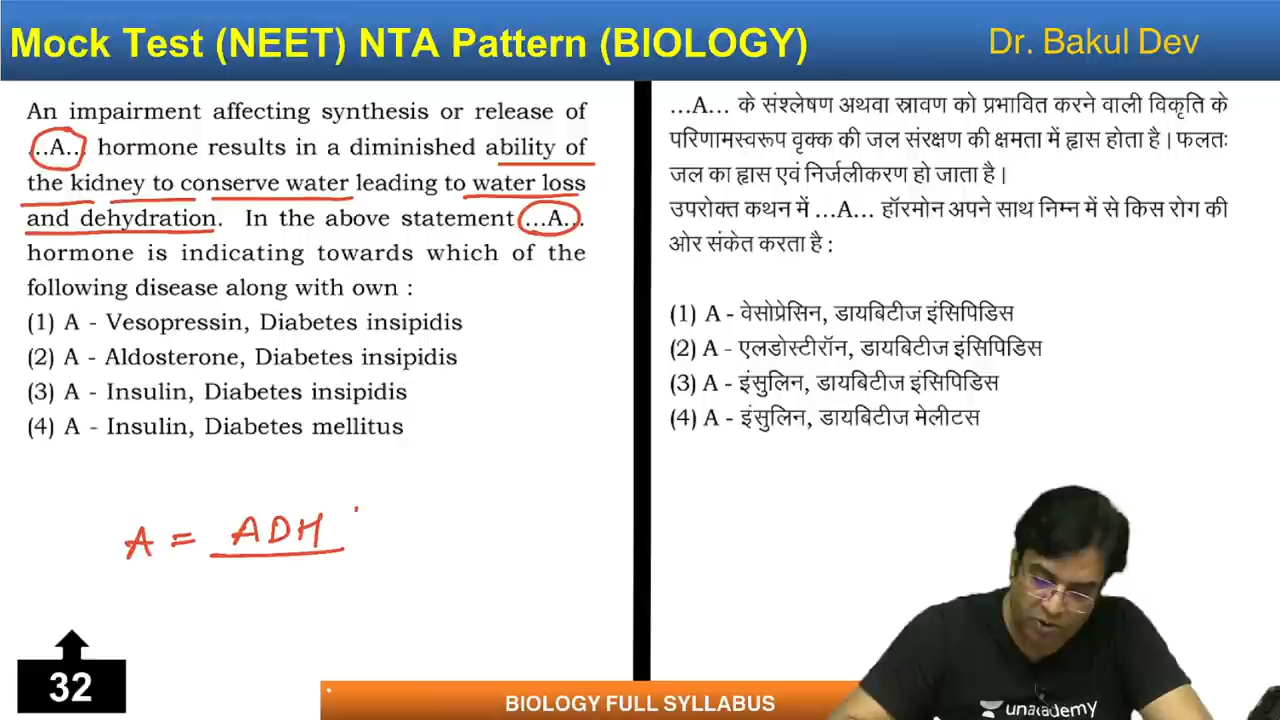 Mock Test (NEET) NTA Pattern (BIOLOGY)
Dr. Bakul Dev
An impairment affecting synthesis or release of
...A... hormone results in a diminished ability of
the kidney to conserve water leading to water loss
and dehydration. In the above statement ...A...
hormone is indicating towards which of the
following disease along with own :
(1) A - Vesopressin, Diabetes insipidis
(2) A - Aldosterone, Diabetes insipidis
(3) A - Insulin, Diabetes insipidis
(4) A - Insulin, Diabetes mellitus
A = ADH
32
...A... के संश्लेषण अथवा स्रावण को प्रभावित करने वाली विकृति के
परिणामस्वरूप वृक्क की जल संरक्षण की क्षमता में ह्रास होता है। फलतः
जल का ह्रास एवं निर्जलीकरण हो जाता है।
उपरोक्त कथन में ...A... हॉरमोन अपने साथ निम्न में से किस रोग की
ओर संकेत करता है :
(1) A - वेसोप्रेसिन, डायबिटीज इंसिपिडिस
(2) A - एलडोस्टीरॉन, डायबिटीज इंसिपिडिस
(3) A - इंसुलिन, डायबिटीज इंसिपिडिस
(4) A - इंसुलिन, डायबिटीज मेलीटस
BIOLOGY FULL SYLLABUS
unacademy